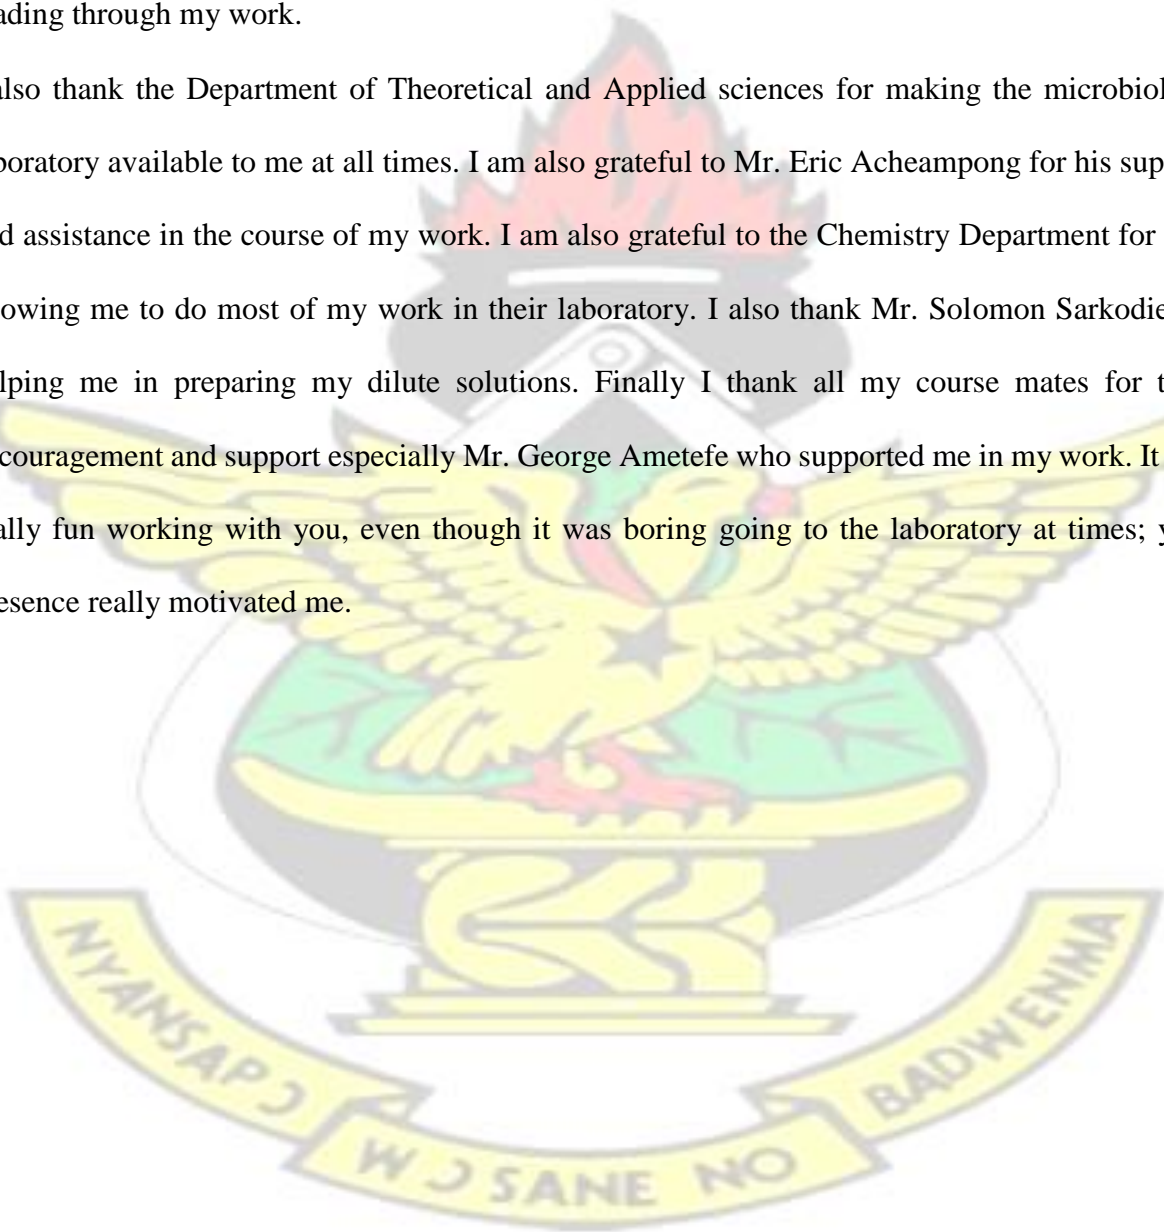 ading through my work.
also thank the Department of Theoretical and Applied sciences for making the microbiol
boratory available to me at all times. I am also grateful to Mr. Eric Acheampong for his sup
d assistance in the course of my work. I am also grateful to the Chemistry Department for
owing me to do most of my work in their laboratory. I also thank Mr. Solomon Sarkodie
lping me in preparing my dilute solutions. Finally I thank all my course mates for t
couragement and support especially Mr. George Ametefe who supported me in my work. It
ally fun working with you, even though it was boring going to the laboratory at times; y
esence really motivated me.
NYANSAPƆ
WƆ SANE NO
BADWENMA